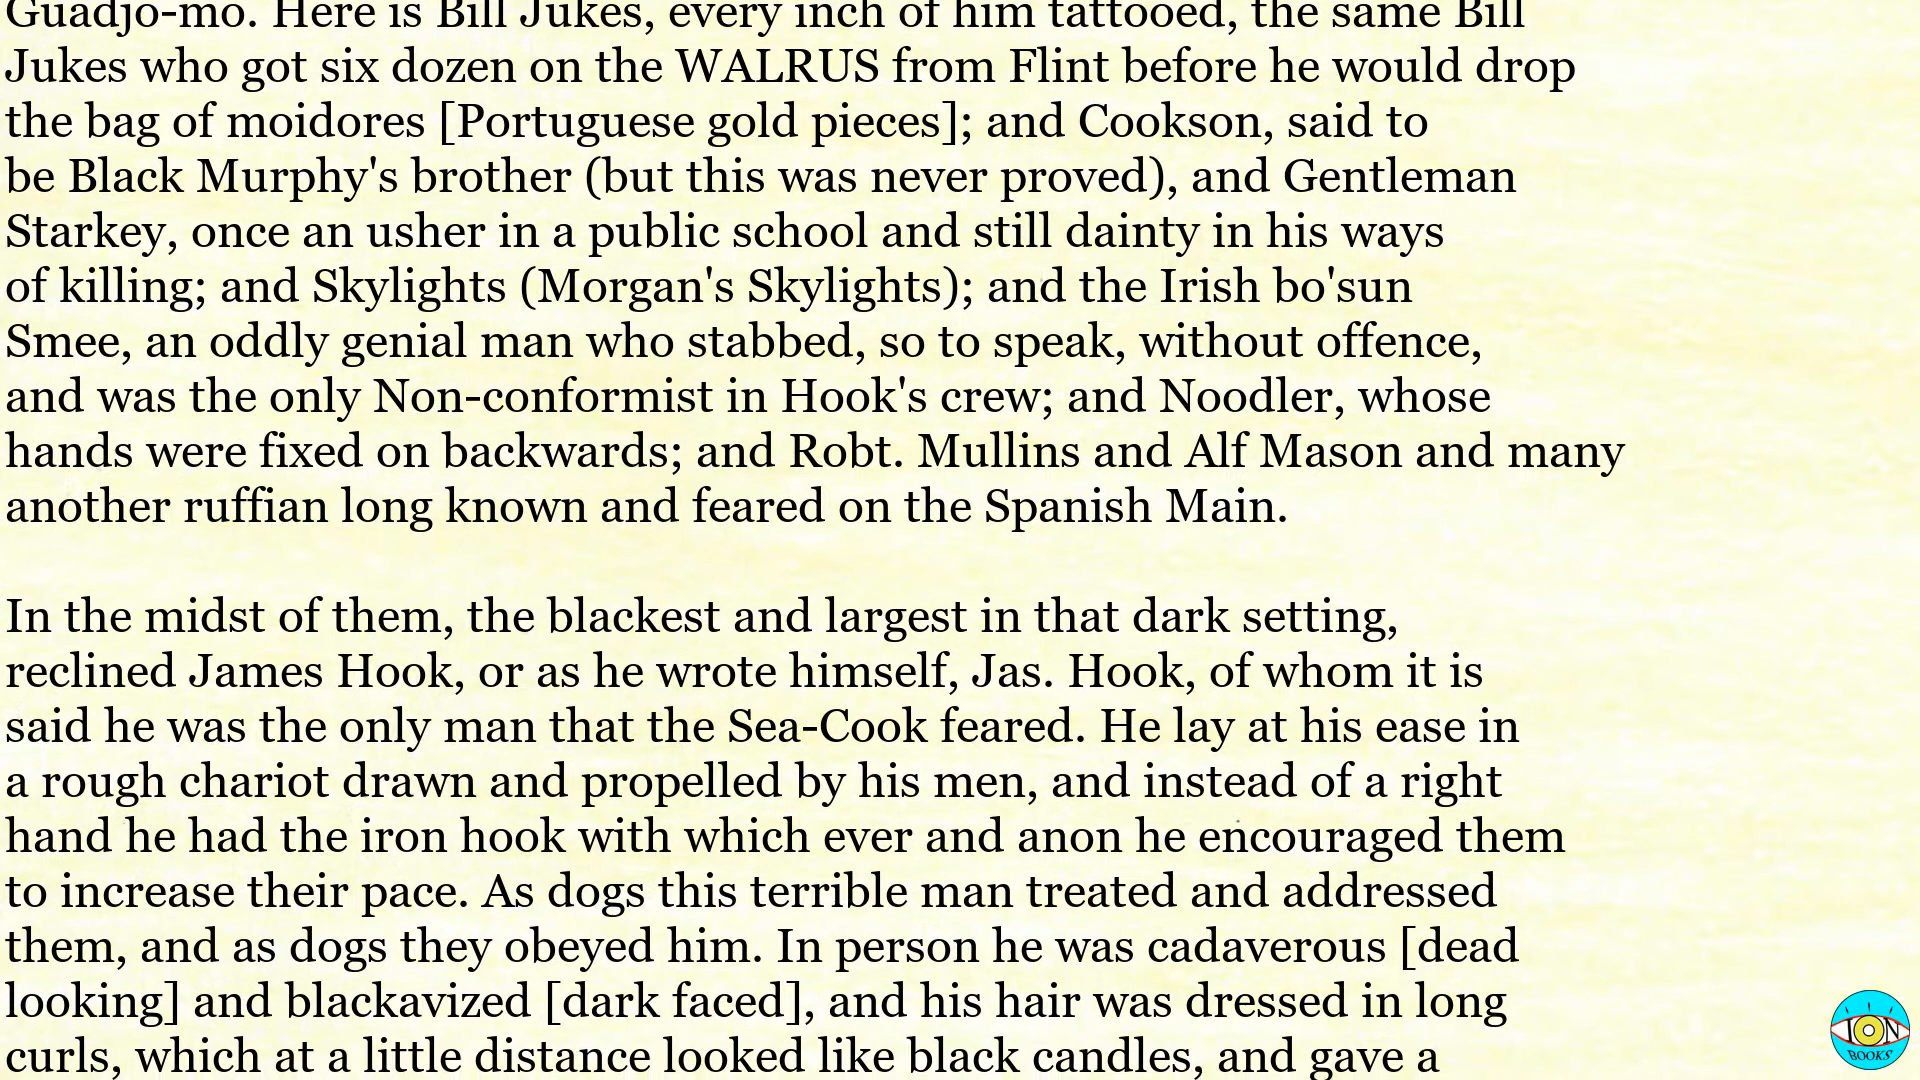 Guadjo-mo. Here is Bill Jukes, every inch of him tattooed, the same Bill
Jukes who got six dozen on the WALRUS from Flint before he would drop
the bag of moidores [Portuguese gold pieces]; and Cookson, said to
be Black Murphy's brother (but this was never proved), and Gentleman
Starkey, once an usher in a public school and still dainty in his ways
of killing; and Skylights (Morgan's Skylights); and the Irish bo'sun
Smee, an oddly genial man who stabbed, so to speak, without offence,
and was the only Non-conformist in Hook's crew; and Noodler, whose
hands were fixed on backwards; and Robt. Mullins and Alf Mason and many
another ruffian long known and feared on the Spanish Main.
In the midst of them, the blackest and largest in that dark setting,
reclined James Hook, or as he wrote himself, Jas. Hook, of whom it is
said he was the only man that the Sea-Cook feared. He lay at his ease in
a rough chariot drawn and propelled by his men, and instead of a right
hand he had the iron hook with which ever and anon he encouraged them
to increase their pace. As dogs this terrible man treated and addressed
them, and as dogs they obeyed him. In person he was cadaverous [dead
looking] and blackavized [dark faced], and his hair was dressed in long
curls, which at a little distance looked like black candles, and gave a
ION
BOOKS